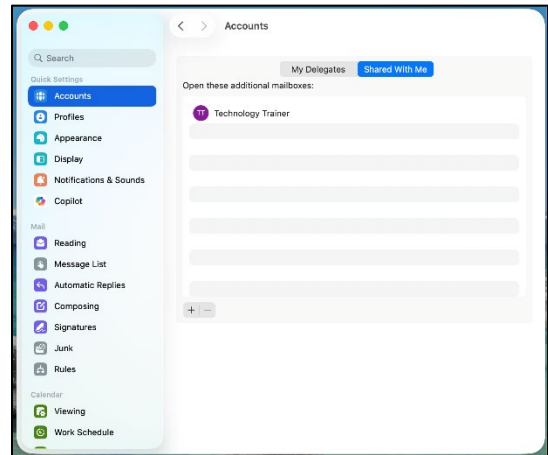 Accounts
Search
Quick Settings
Accounts
Profiles
Appearance
Display
Notifications & Sounds
Copilot
Mail
Reading
Message List
Automatic Replies
Composing
Signatures
Junk
Rules
Calendar
Viewing
Work Schedule
My Delegates Shared With Me
Open these additional mailboxes:
TT Technology Trainer